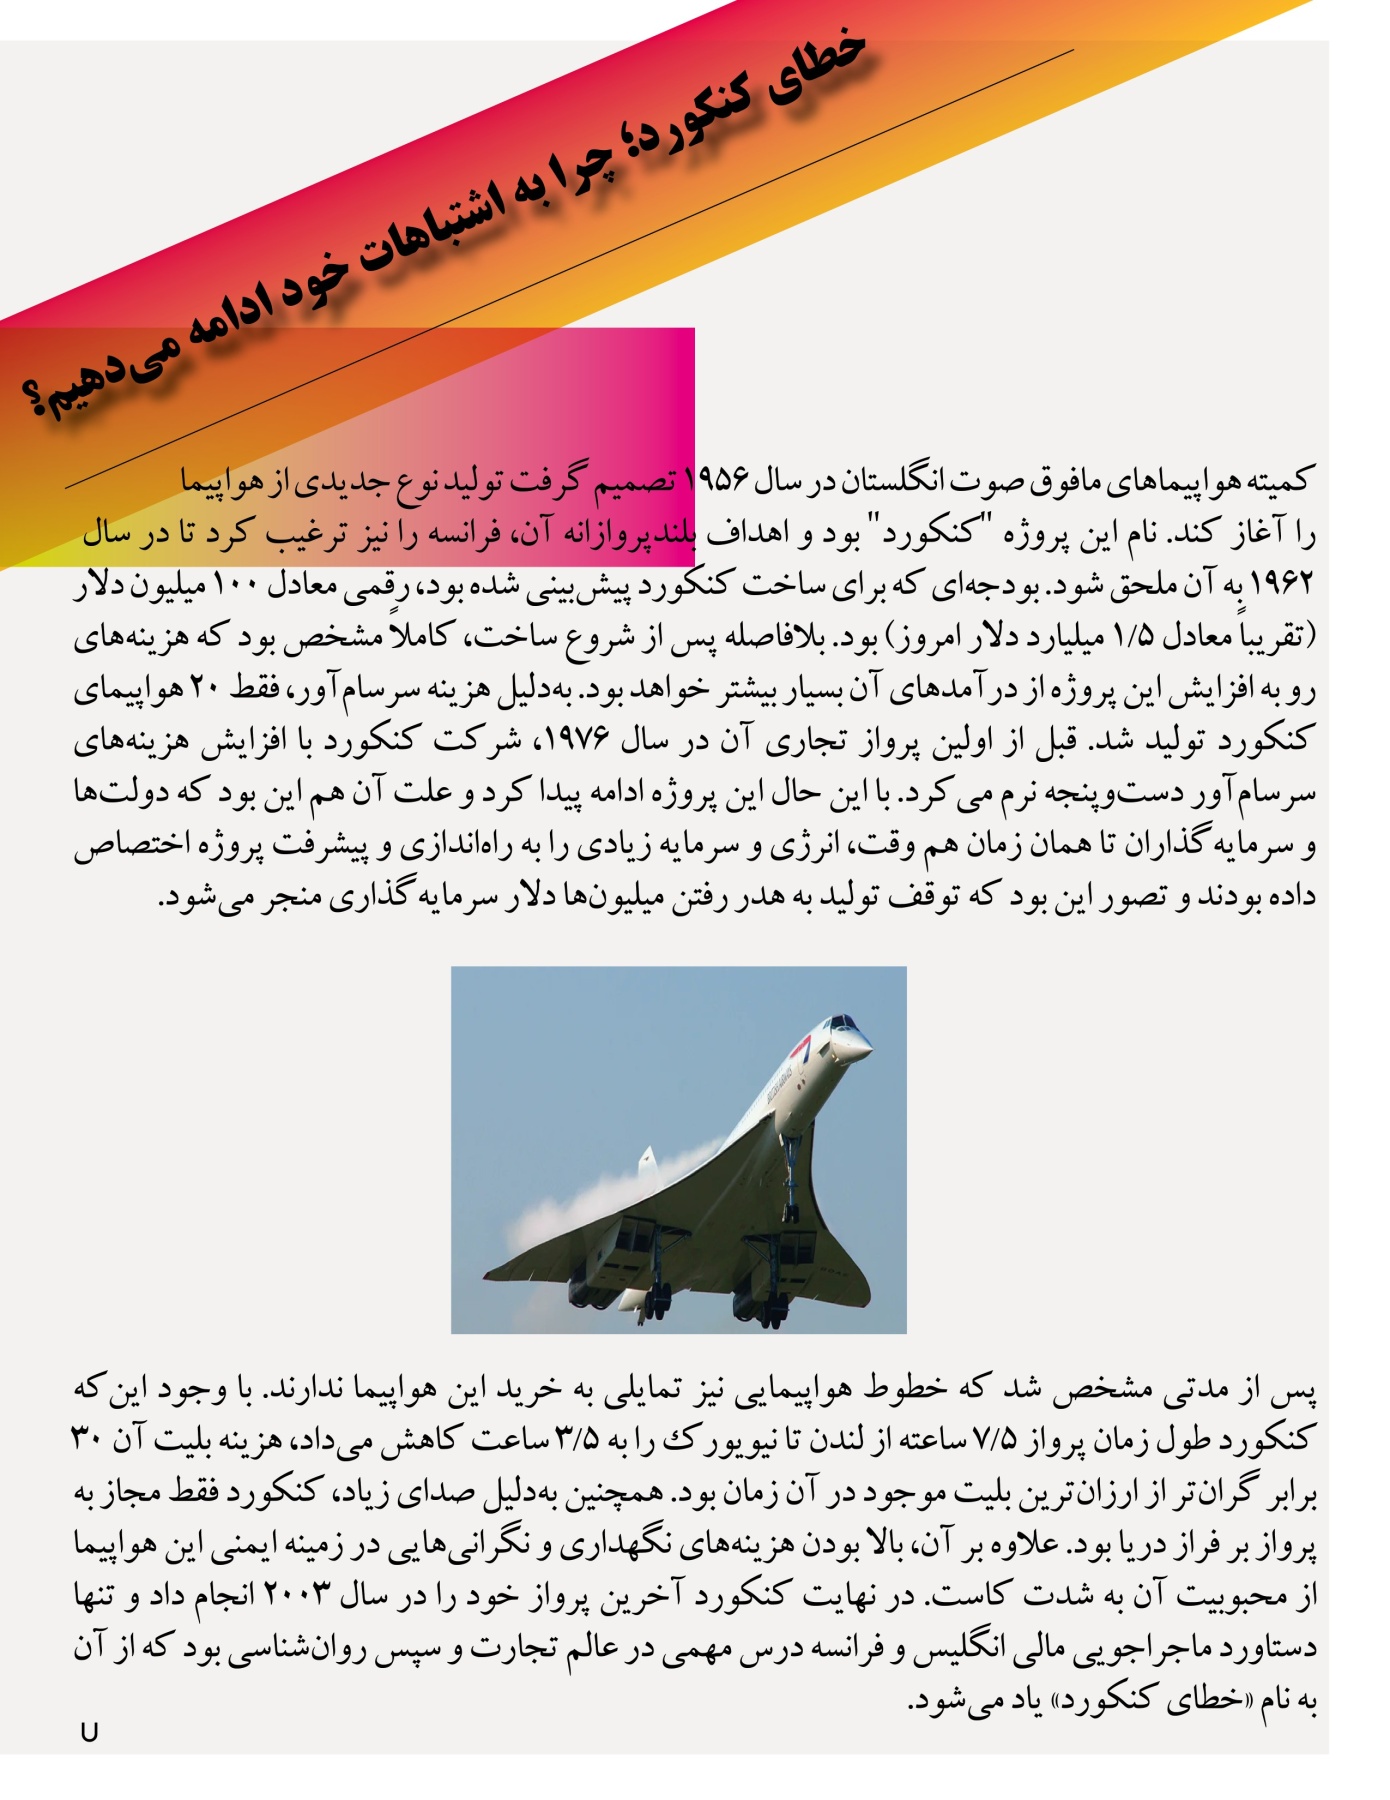 خطای کنکورد؛ چرا به اشتباهات خود ادامه می‌دهیم؟
کمیته هواپیماهای مافوق صوت انگلستان در سال ۱۹۵۶ تصمیم گرفت تولید نوع جدیدی از هواپیما
را آغاز کند. نام این پروژه "کنکورد" بود و اهداف بلندپروازانه آن، فرانسه را نیز ترغیب کرد تا در سال
۱۹۶۲ به آن ملحق شود. بودجه‌ای که برای ساخت کنکورد پیش‌بینی شده بود، رقمی معادل ۱۰۰ میلیون دلار
(تقریباً معادل ۱/۵ میلیارد دلار امروز) بود. بلافاصله پس از شروع ساخت، کاملاً مشخص بود که هزینه‌های
رو به افزایش این پروژه از درآمدهای آن بسیار بیشتر خواهد بود. به‌دلیل هزینه سرسام‌آور، فقط ۲۰ هواپیمای
کنکورد تولید شد. قبل از اولین پرواز تجاری آن در سال ۱۹۷۶، شرکت کنکورد با افزایش هزینه‌های
سرسام‌آور دست‌وپنجه نرم می‌کرد. با این حال این پروژه ادامه پیدا کرد و علت آن هم این بود که دولت‌ها
و سرمایه‌گذاران تا همان زمان هم وقت، انرژی و سرمایه زیادی را به راه‌اندازی و پیشرفت پروژه اختصاص
داده بودند و تصور این بود که توقف تولید به هدر رفتن میلیون‌ها دلار سرمایه‌گذاری منجر می‌شود.
پس از مدتی مشخص شد که خطوط هواپیمایی نیز تمایلی به خرید این هواپیما ندارند. با وجود این‌که
کنکورد طول زمان پرواز ۷/۵ ساعته از لندن تا نیویورک را به ۳/۵ ساعت کاهش می‌داد، هزینه بلیت آن ۳۰
برابر گران‌تر از ارزان‌ترین بلیت موجود در آن زمان بود. همچنین به‌دلیل صدای زیاد، کنکورد فقط مجاز به
پرواز بر فراز دریا بود. علاوه بر آن، بالا بودن هزینه‌های نگهداری و نگرانی‌هایی در زمینه ایمنی این هواپیما
از محبوبیت آن به شدت کاست. در نهایت کنکورد آخرین پرواز خود را در سال ۲۰۰۳ انجام داد و تنها
دستاورد ماجراجویی مالی انگلیس و فرانسه درس مهمی در عالم تجارت و سپس روان‌شناسی بود که از آن
به نام «خطای کنکورد» یاد می‌شود.
U